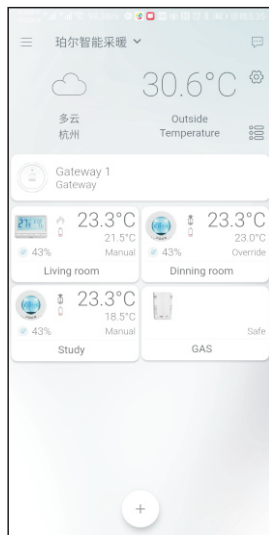 珀尔智能采暖
30.6°C
多云
杭州
Outside
Temperature
Gateway 1
Gateway
23.3°C
21.5°C
43%
Manual
Living room
23.3°C
23.0°C
43%
Override
Dinning room
23.3°C
18.5°C
43%
Manual
Study
Safe
GAS
+